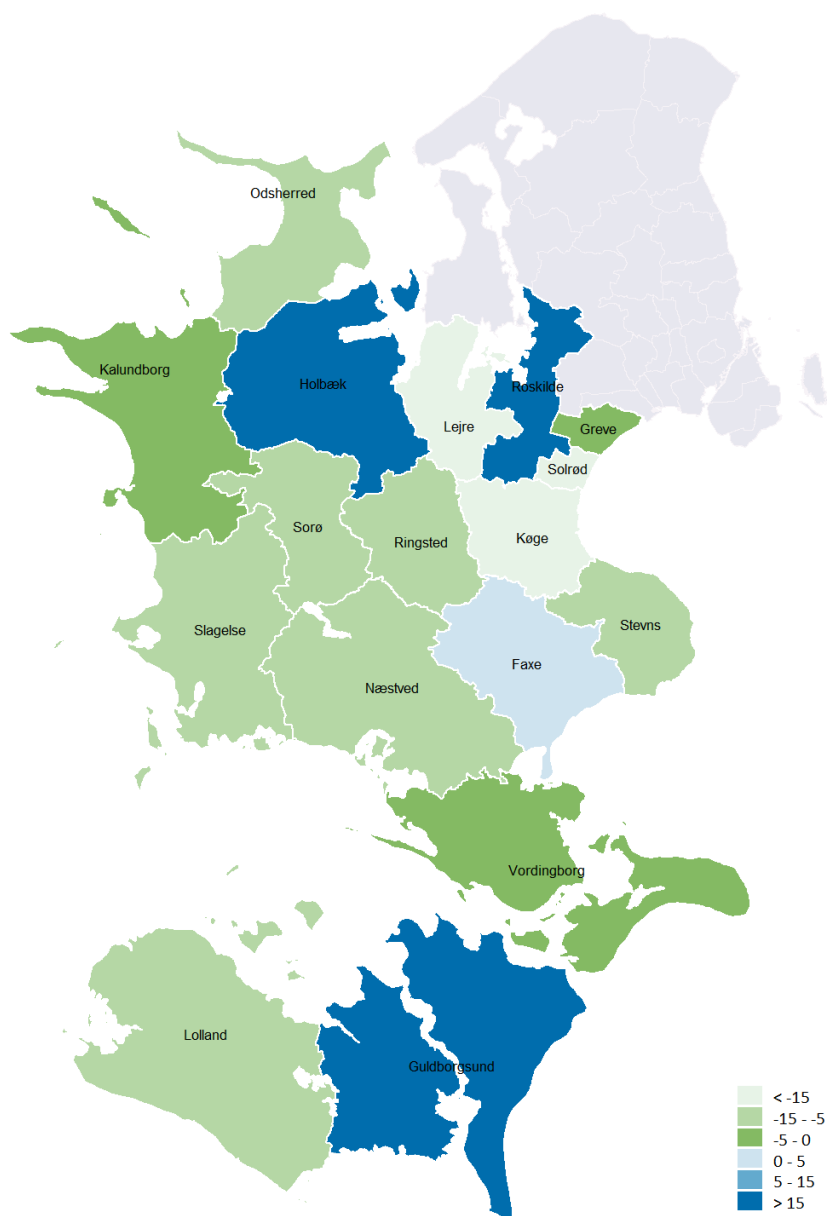 Odsherred
Kalundborg
Holbæk
Roskilde
Lejre
Greve
Solrød
Sorø
Ringsted
Køge
Slagelse
Stevns
Faxe
Næstved
Vordingborg
Lolland
Guldborgsund
< -15
-15 - -5
-5 - 0
0 - 5
5 - 15
> 15